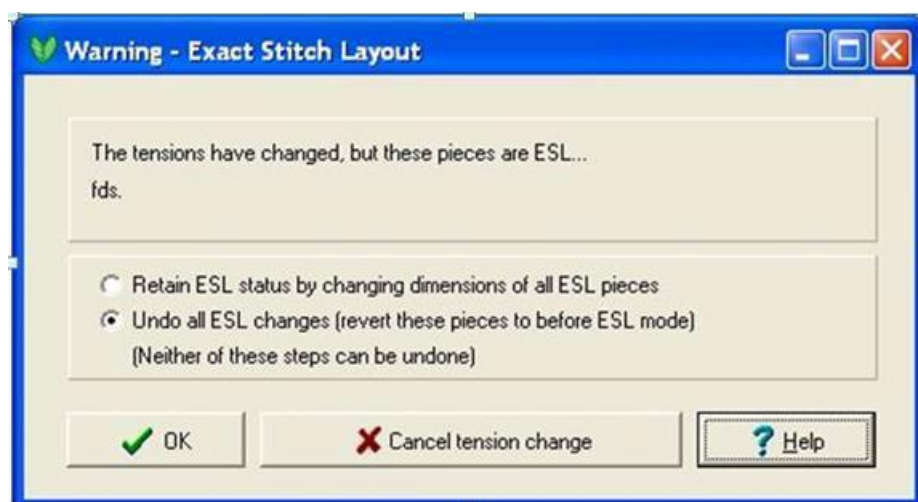 Warning - Exact Stitch Layout
The tensions have changed, but these pieces are ESL...
fds.
Retain ESL status by changing dimensions of all ESL pieces
Undo all ESL changes (revert these pieces to before ESL mode)
(Neither of these steps can be undone)
OK
Cancel tension change
? Help